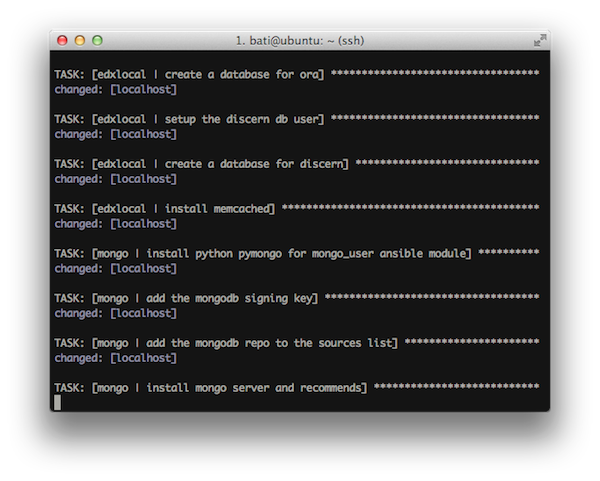 1. bati@ubuntu: ~ (ssh)
TASK: [edxlocal | create a database for ora] **********************************
changed: [localhost]
TASK: [edxlocal | setup the discern db user] **********************************
changed: [localhost]
TASK: [edxlocal | create a database for discern] ******************************
changed: [localhost]
TASK: [edxlocal | install memcached] ******************************************
changed: [localhost]
TASK: [mongo | install python pymongo for mongo_user ansible module] **********
changed: [localhost]
TASK: [mongo | add the mongodb signing key] ***********************************
changed: [localhost]
TASK: [mongo | add the mongodb repo to the sources list] **********************
changed: [localhost]
TASK: [mongo | install mongo server and recommends] ***************************